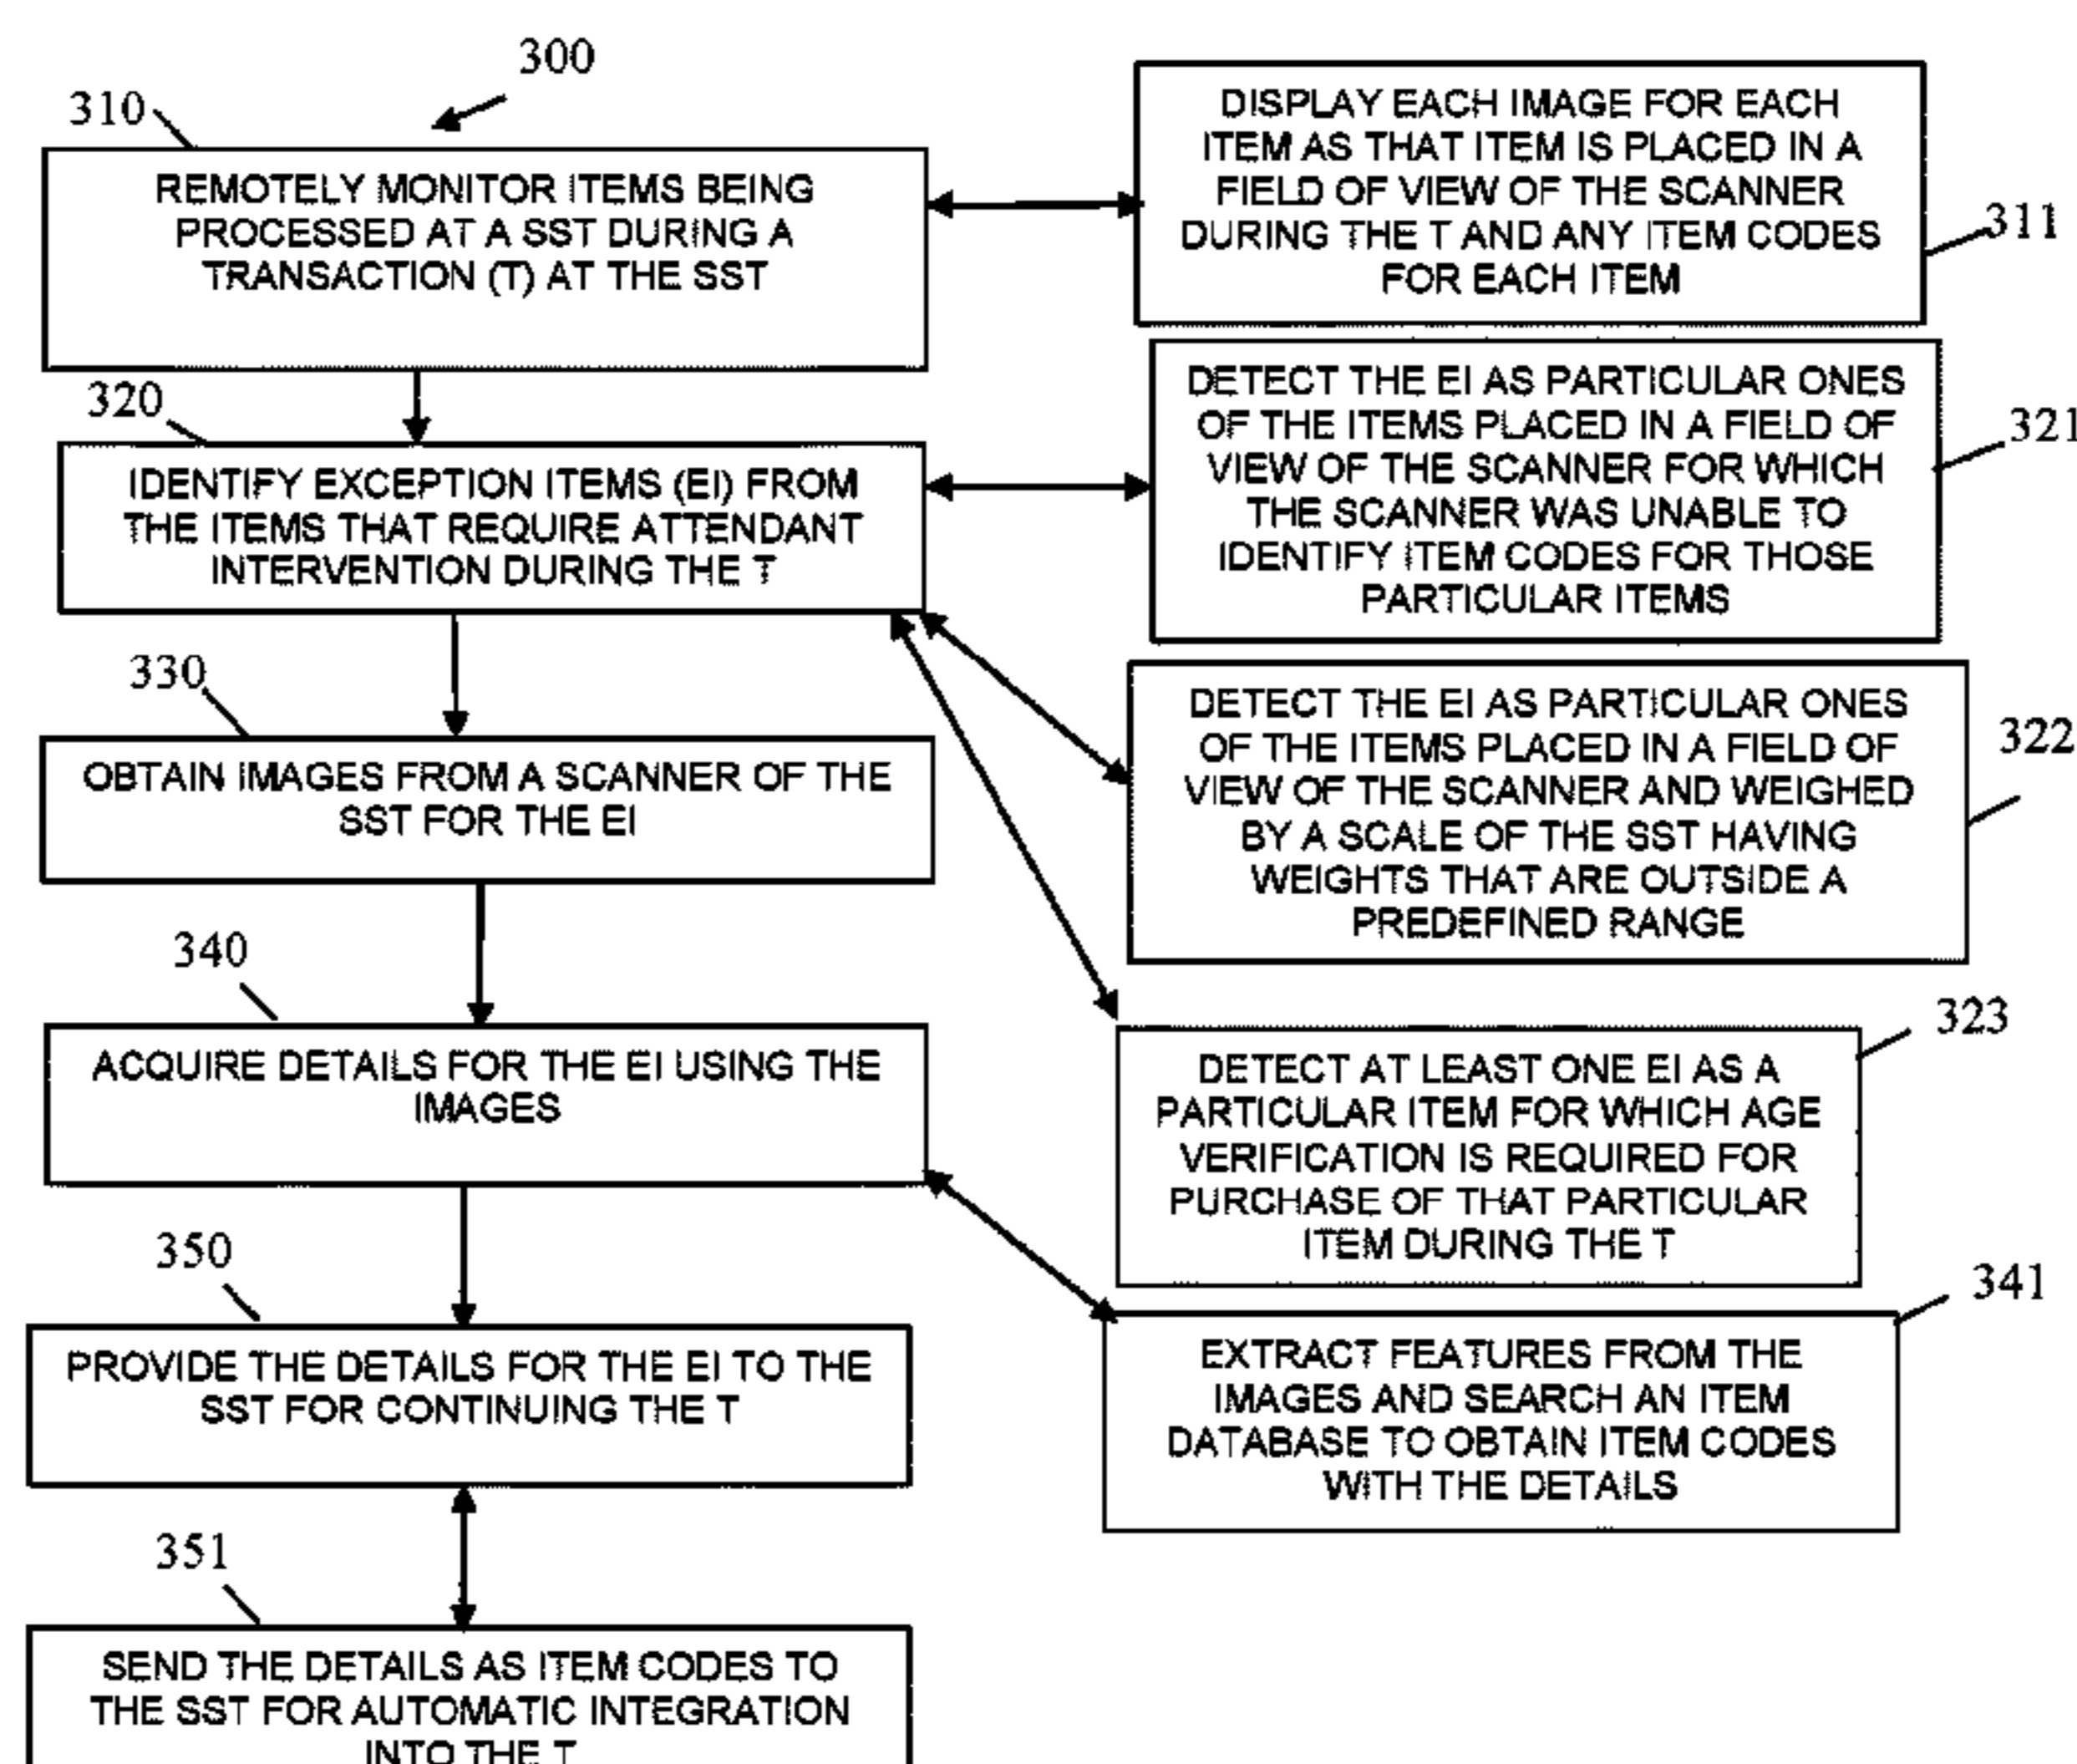 300
310
REMOTELY MONITOR ITEMS BEING
PROCESSED AT A SST DURING A
TRANSACTION (T) AT THE SST
DISPLAY EACH IMAGE FOR EACH
ITEM AS THAT ITEM IS PLACED IN A
FIELD OF VIEW OF THE SCANNER
DURING THE T AND ANY ITEM CODES
FOR EACH ITEM
311
320
IDENTIFY EXCEPTION ITEMS (EI) FROM
THE ITEMS THAT REQUIRE ATTENDANT
INTERVENTION DURING THE T
DETECT THE EI AS PARTICULAR ONES
OF THE ITEMS PLACED IN A FIELD OF
VIEW OF THE SCANNER FOR WHICH
THE SCANNER WAS UNABLE TO
IDENTIFY ITEM CODES FOR THOSE
PARTICULAR ITEMS
321
330
OBTAIN IMAGES FROM A SCANNER OF THE
SST FOR THE EI
DETECT THE EI AS PARTICULAR ONES
OF THE ITEMS PLACED IN A FIELD OF
VIEW OF THE SCANNER AND WEIGHED
BY A SCALE OF THE SST HAVING
WEIGHTS THAT ARE OUTSIDE A
PREDEFINED RANGE
322
340
ACQUIRE DETAILS FOR THE EI USING THE
IMAGES
DETECT AT LEAST ONE EI AS A
PARTICULAR ITEM FOR WHICH AGE
VERIFICATION IS REQUIRED FOR
PURCHASE OF THAT PARTICULAR
ITEM DURING THE T
323
350
PROVIDE THE DETAILS FOR THE EI TO THE
SST FOR CONTINUING THE T
EXTRACT FEATURES FROM THE
IMAGES AND SEARCH AN ITEM
DATABASE TO OBTAIN ITEM CODES
WITH THE DETAILS
341
351
SEND THE DETAILS AS ITEM CODES TO
THE SST FOR AUTOMATIC INTEGRATION
INTO THE T